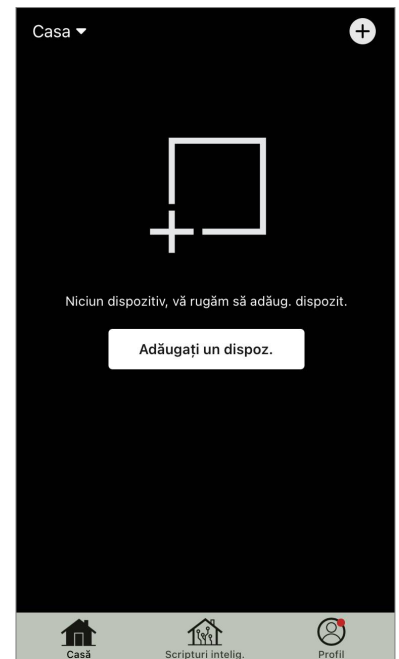 Casa
Niciun dispozitiv, vă rugăm să adăug. dispozit.
Adăugați un dispoz.
Casă
Scripturi intelig.
Profil